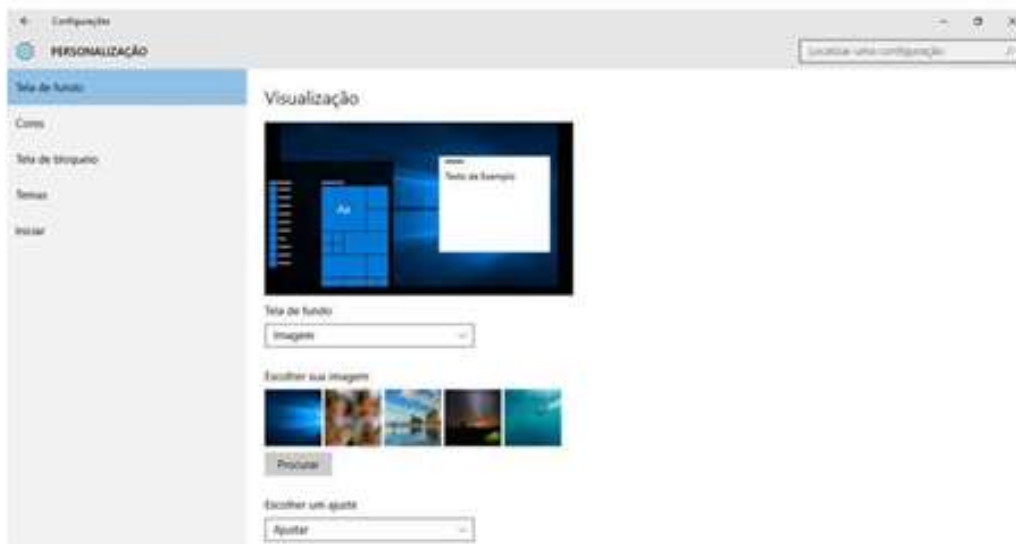 Configurações
PERSONALIZAÇÃO
Localizar uma configuração
Tela de fundo
Cores
Tela de bloqueio
Temas
Iniciar
Visualização
Texto de Exemplo
Aa
Tela de fundo
Imagem
Escolher sua imagem
Procurar
Escolher um ajuste
Ajustar